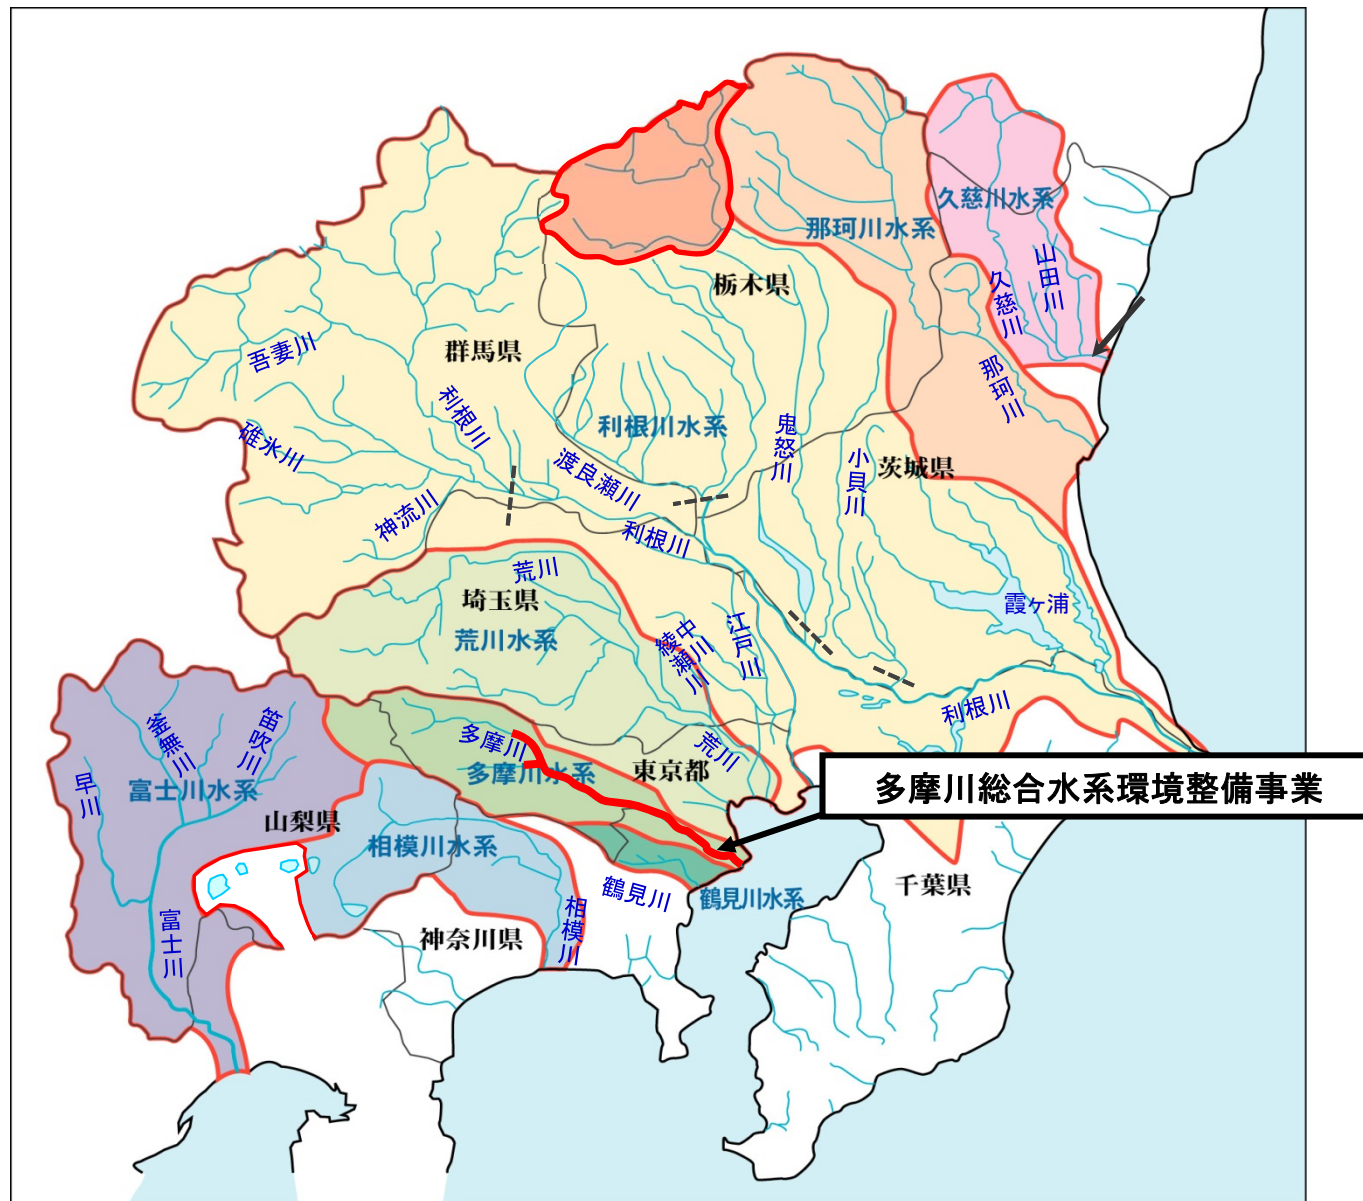 久慈川水系
那珂川水系
山田川
久慈川
栃木県
吾妻川
群馬県
那珂川
利根川
利根川水系
鬼怒川
碓氷川
小貝川
茨城県
渡良瀬川
神流川
利根川
荒川
埼玉県
霞ヶ浦
荒川水系
綾瀬川
中川
江戸川
利根川
釜無川
笛吹川
多摩川
荒川
多摩川水系
東京都
早川
富士川水系
多摩川総合水系環境整備事業
山梨県
相模川水系
千葉県
鶴見川
鶴見川水系
富士川
相模川
神奈川県